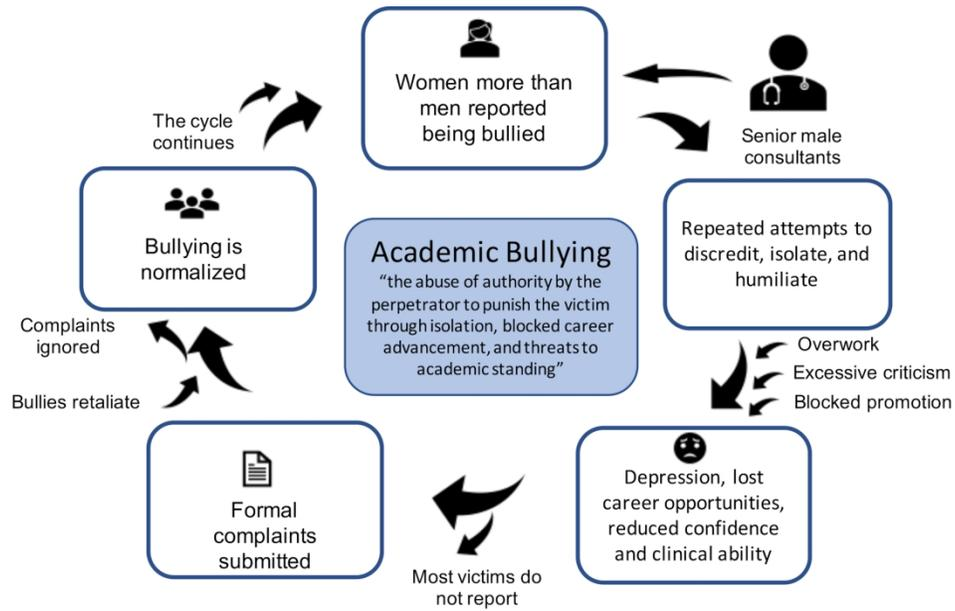 Women more than
men reported
being bullied
Senior male
consultants
Repeated attempts to
discredit, isolate, and
humiliate
Overwork
Excessive criticism
Blocked promotion
Depression, lost
career opportunities,
reduced confidence
and clinical ability
Most victims do
not report
Formal
complaints
submitted
Bullies retaliate
Complaints
ignored
Bullying is
normalized
The cycle
continues
Academic Bullying
“the abuse of authority by the
perpetrator to punish the victim
through isolation, blocked career
advancement, and threats to
academic standing”